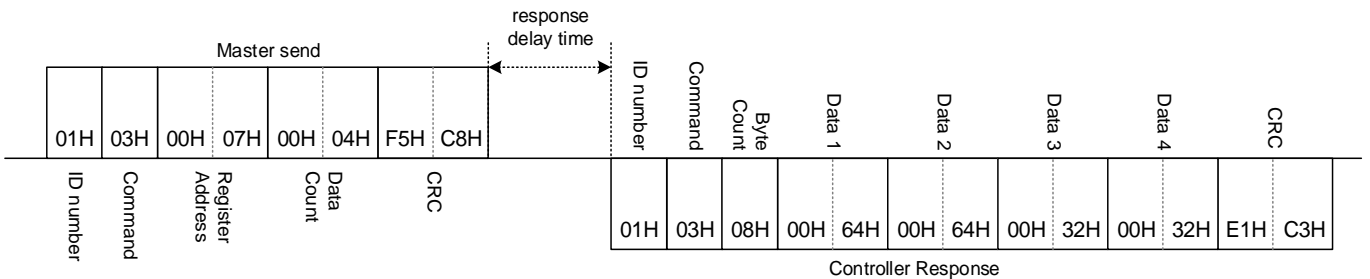 response
delay time
Master send
01H 03H 00H 07H 00H 04H F5H C8H
ID number
Command
Register
Address
Data
Count
CRC
ID number
Command
Byte
Count
Data 1
Data 2
Data 3
Data 4
CRC
01H 03H 08H 00H 64H 00H 64H 00H 32H 00H 32H E1H C3H
Controller Response